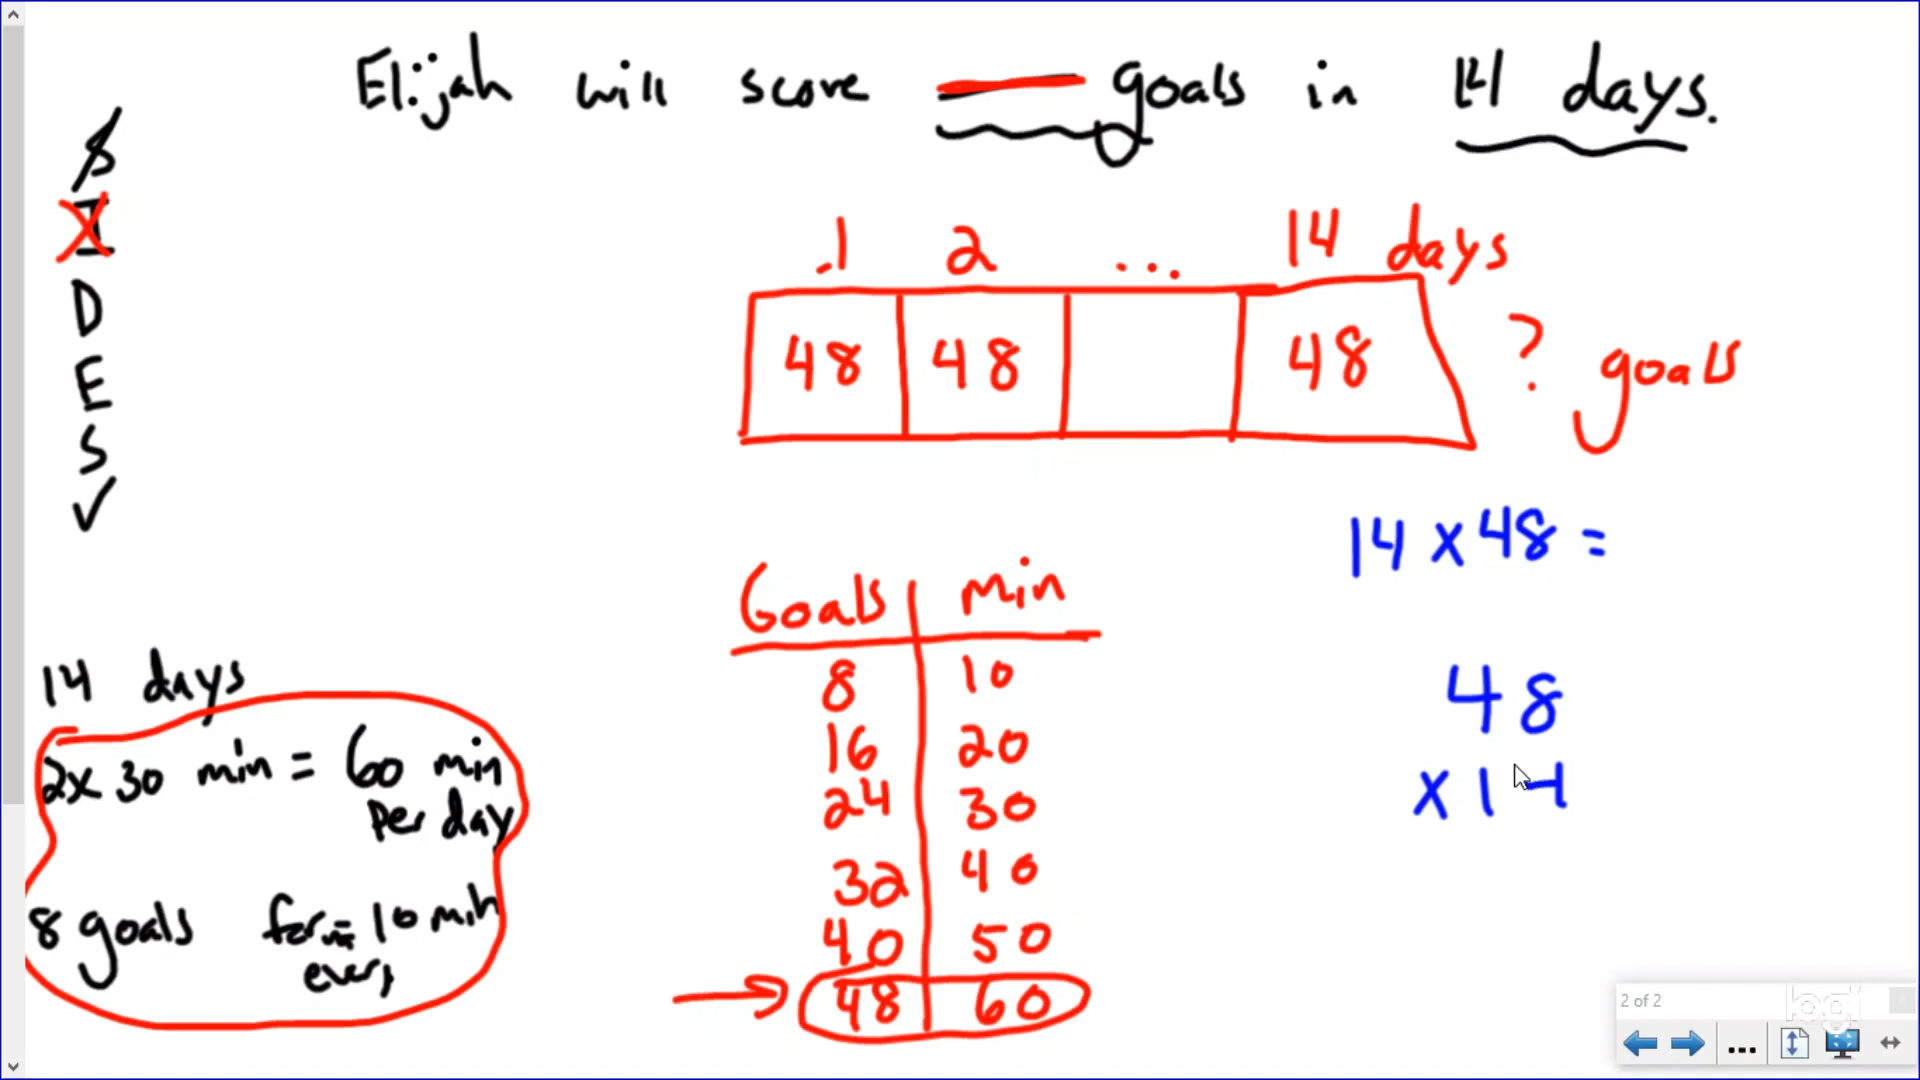 Elijah will score ___ goals in 14 days.
S
I
D
E
S
✓
.1 2 ... 14 days
48 48 48 ? goals
14 x 48 =
Goals min
8 10
16 20
24 30
32 40
40 50
48 60
48
x 14
14 days
2x 30 min = 60 min
per day
8 goals for 10 min
every
2 of 2
logi
...